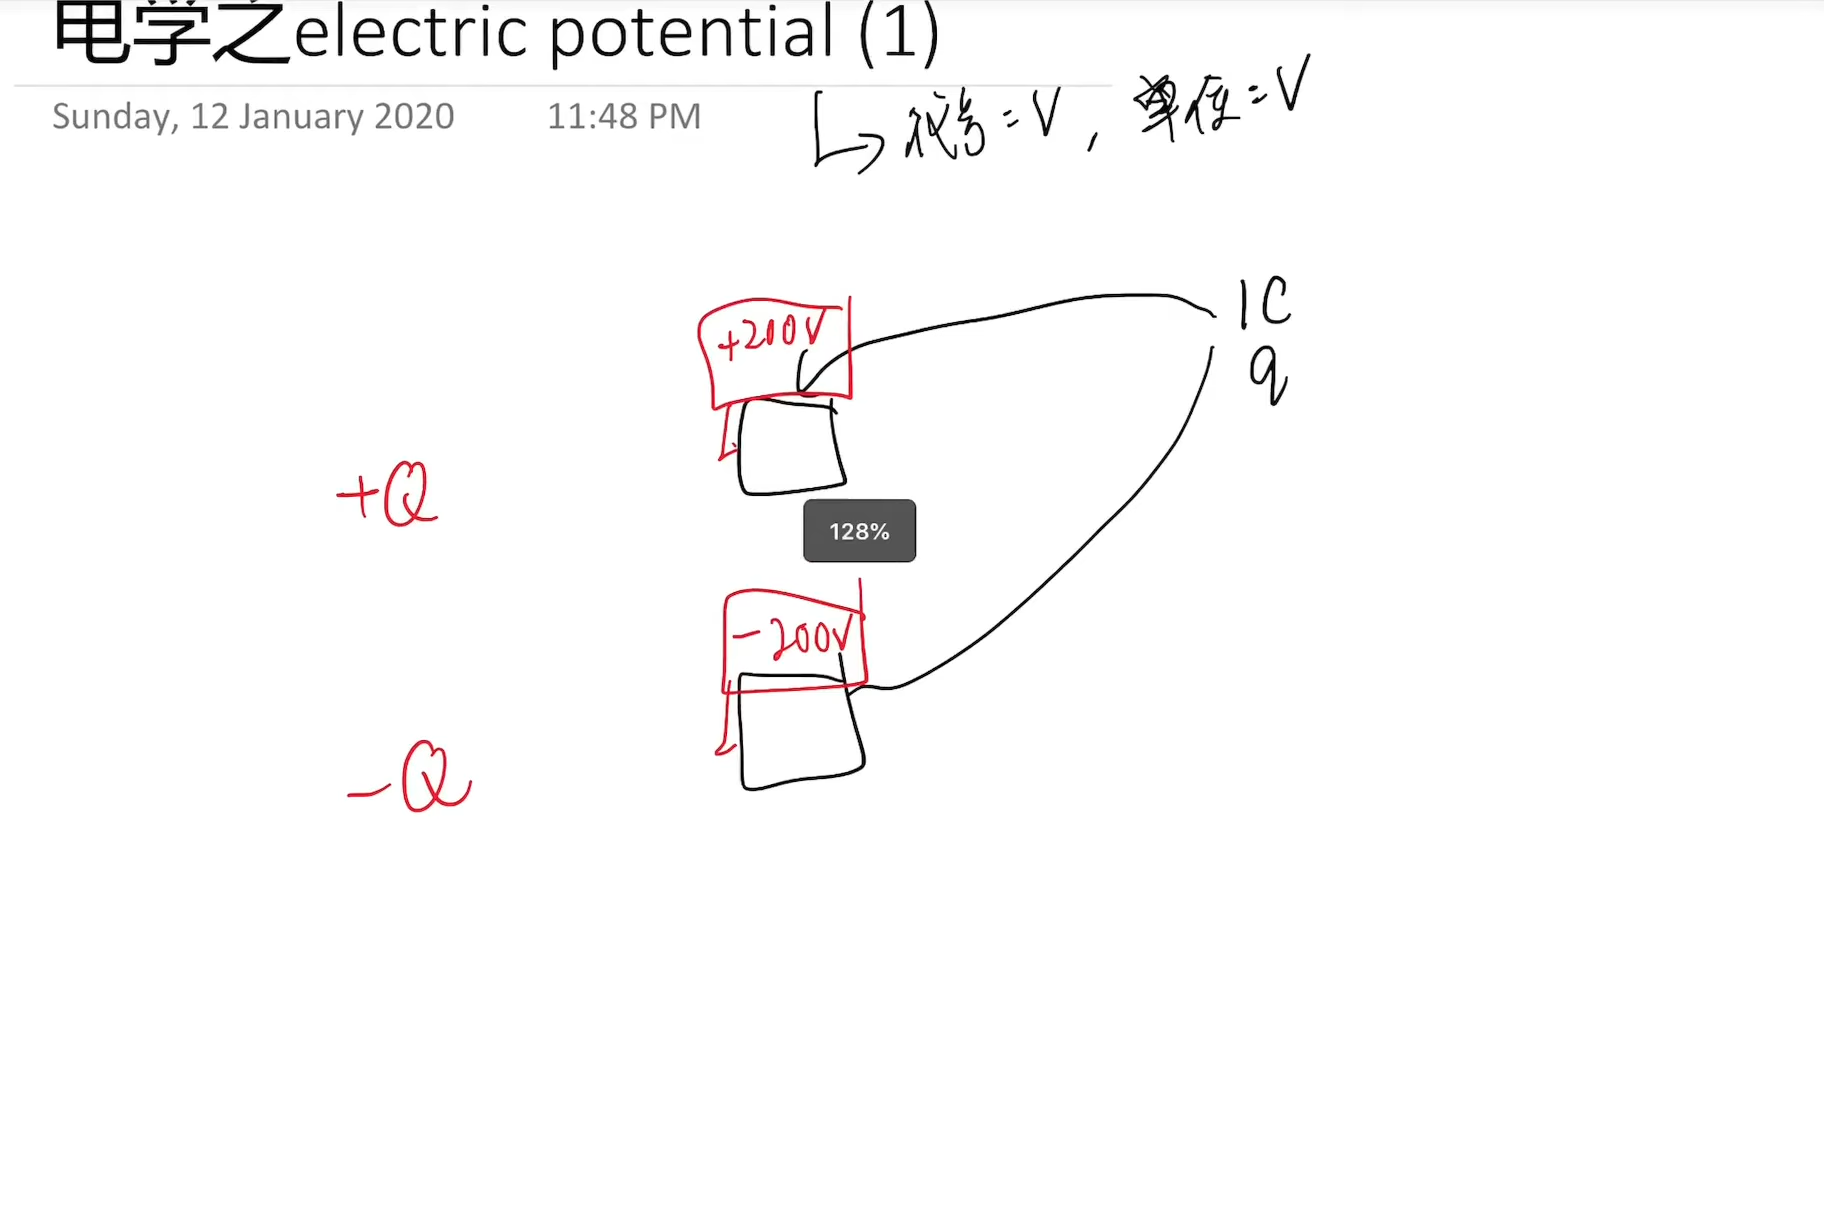 电学之electric potential (1)
Sunday, 12 January 2020 11:48 PM
代号=V, 单位=V
+200V
1C
q
+Q
128%
-200V
-Q